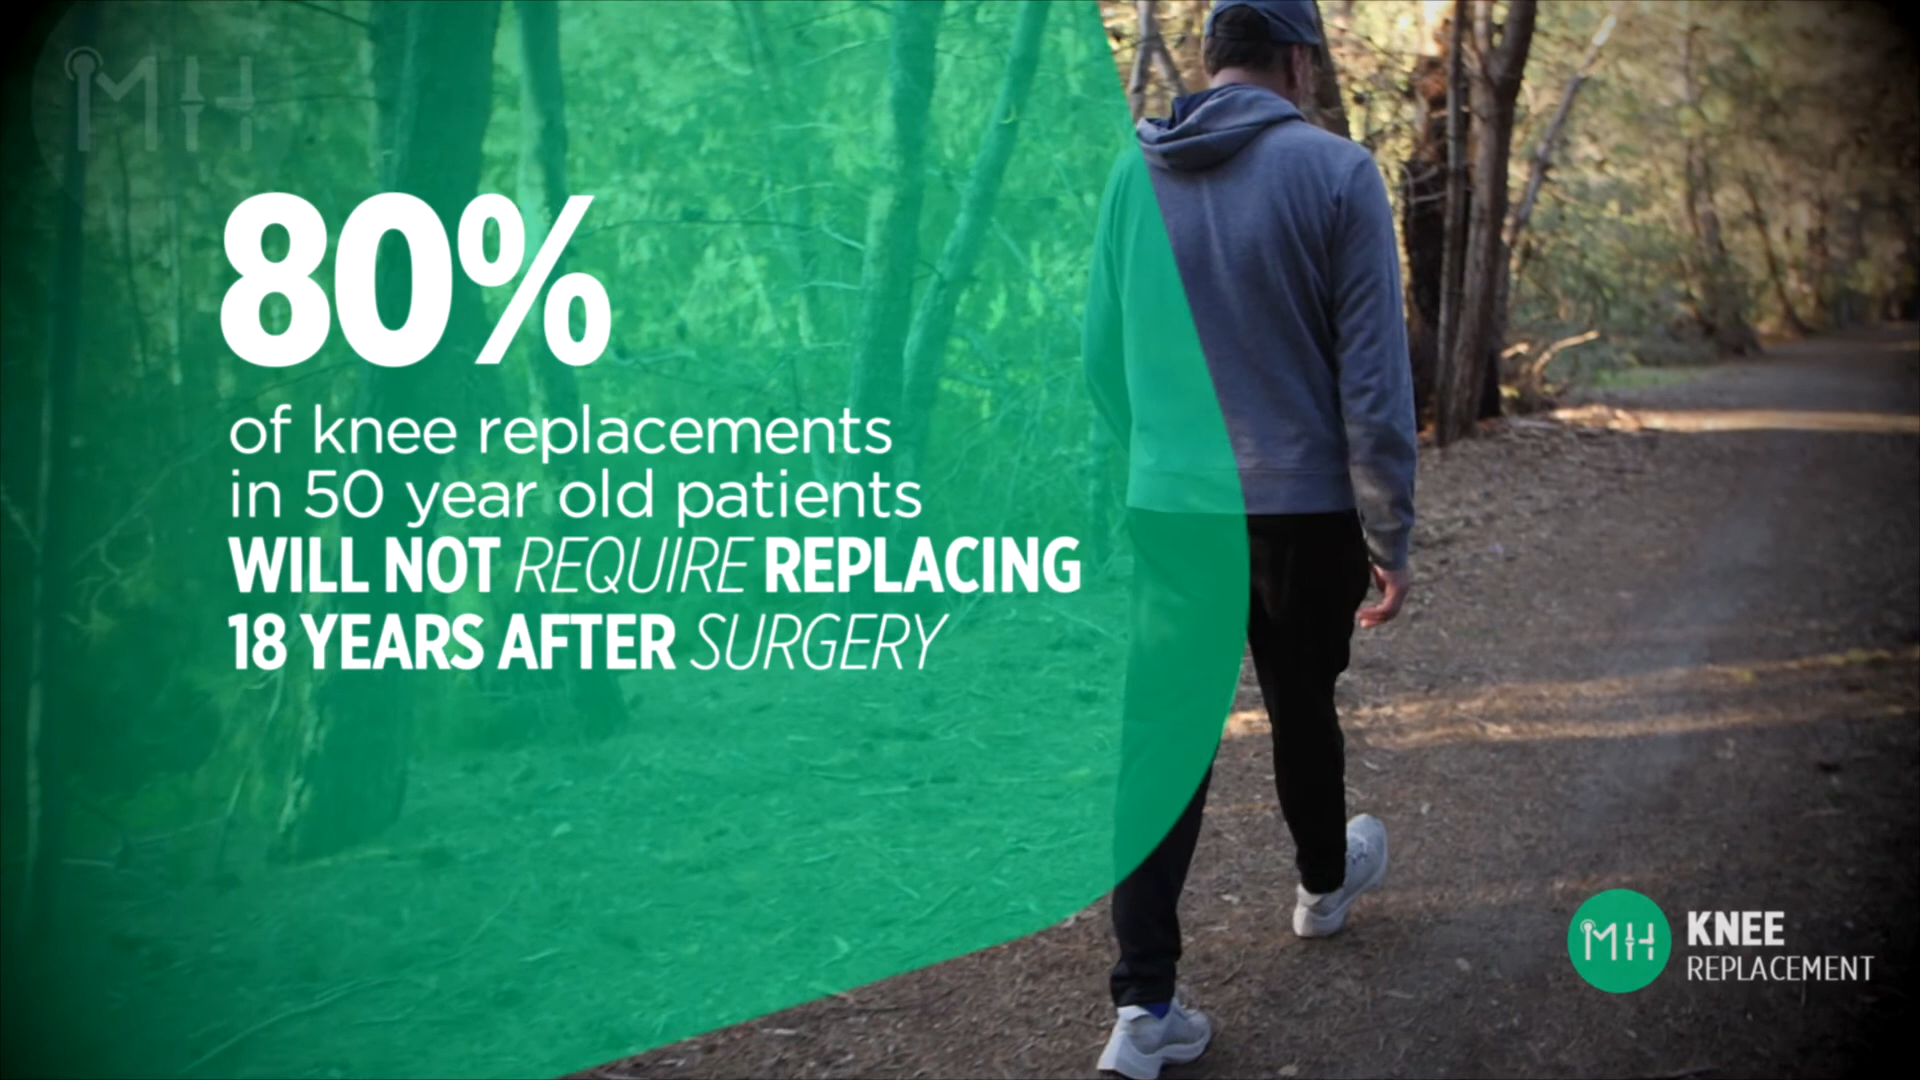 MH
80%
of knee replacements
in 50 year old patients
WILL NOT REQUIRE REPLACING
18 YEARS AFTER SURGERY
MH
KNEE
REPLACEMENT